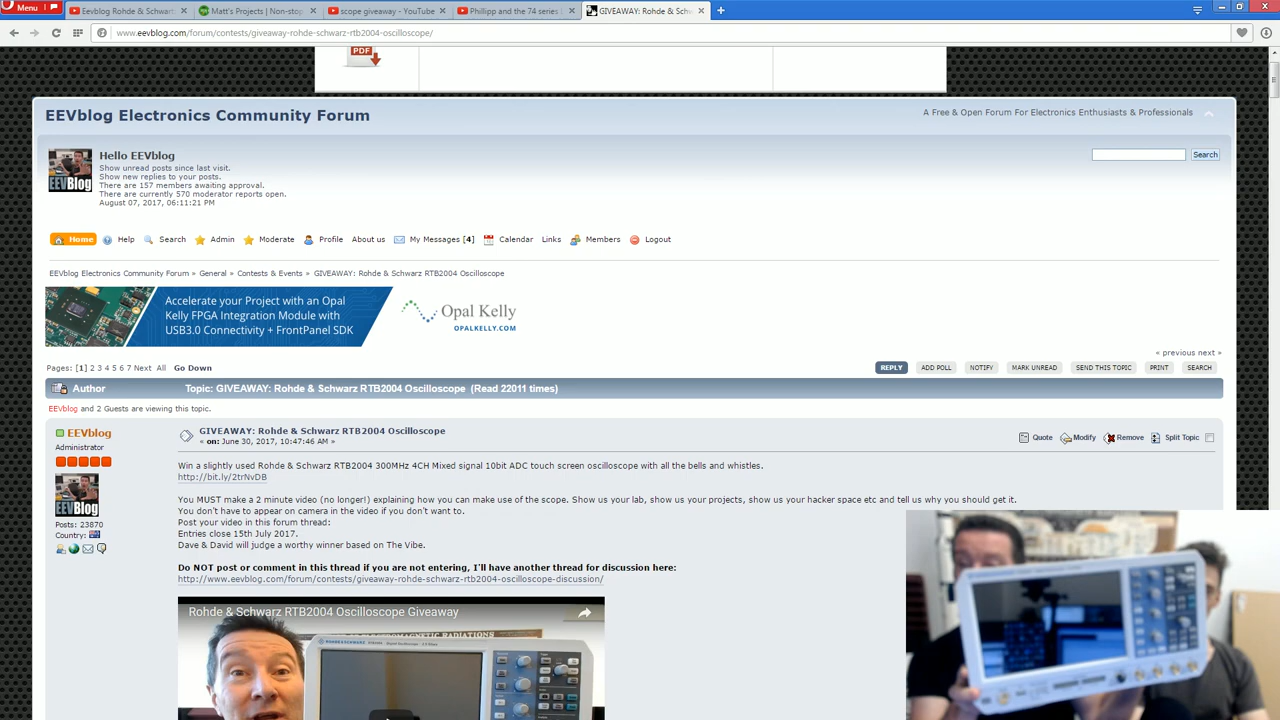 Menu
Eevblog Rohde & Schwarz
Matt's Projects | Non-stop
scope giveaway - YouTube
Philipp and the 74 series
GIVEAWAY: Rohde & Schw
www.eevblog.com/forum/contests/giveaway-rohde-schwarz-rtb2004-oscilloscope/
PDF
EEVblog Electronics Community Forum
A Free & Open Forum For Electronics Enthusiasts & Professionals
Hello EEVblog
Show unread posts since last visit.
Show new replies to your posts.
There are 157 members awaiting approval.
There are currently 570 moderator reports open.
August 07, 2017, 06:11:21 PM
EEVBlog
Search
Home Help Search Admin Moderate Profile About us My Messages [4] Calendar Links Members Logout
EEVblog Electronics Community Forum » General » Contests & Events » GIVEAWAY: Rohde & Schwarz RTB2004 Oscilloscope
Accelerate your Project with an Opal
Kelly FPGA Integration Module with
USB3.0 Connectivity + FrontPanel SDK
Opal Kelly
OPALKELLY.COM
« previous next »
Pages: [1] 2 3 4 5 6 7 Next All Go Down
REPLY ADD POLL NOTIFY MARK UNREAD SEND THIS TOPIC PRINT SEARCH
Author Topic: GIVEAWAY: Rohde & Schwarz RTB2004 Oscilloscope (Read 22011 times)
EEVblog and 2 Guests are viewing this topic.
EEVblog
Administrator
EEVBlog
Posts: 23870
Country:
GIVEAWAY: Rohde & Schwarz RTB2004 Oscilloscope
« on: June 30, 2017, 10:47:46 AM »
Quote Modify Remove Split Topic
Win a slightly used Rohde & Schwarz RTB2004 300MHz 4CH Mixed signal 10bit ADC touch screen oscilloscope with all the bells and whistles.
http://bit.ly/2trNvDB
You MUST make a 2 minute video (no longer!) explaining how you can make use of the scope. Show us your lab, show us your projects, show us your hacker space etc and tell us why you should get it.
You don't have to appear on camera in the video if you don't want to.
Post your video in this forum thread:
Entries close 15th July 2017.
Dave & David will judge a worthy winner based on The Vibe.
Do NOT post or comment in this thread if you are not entering, I'll have another thread for discussion here:
http://www.eevblog.com/forum/contests/giveaway-rohde-schwarz-rtb2004-oscilloscope-discussion/
Rohde & Schwarz RTB2004 Oscilloscope Giveaway